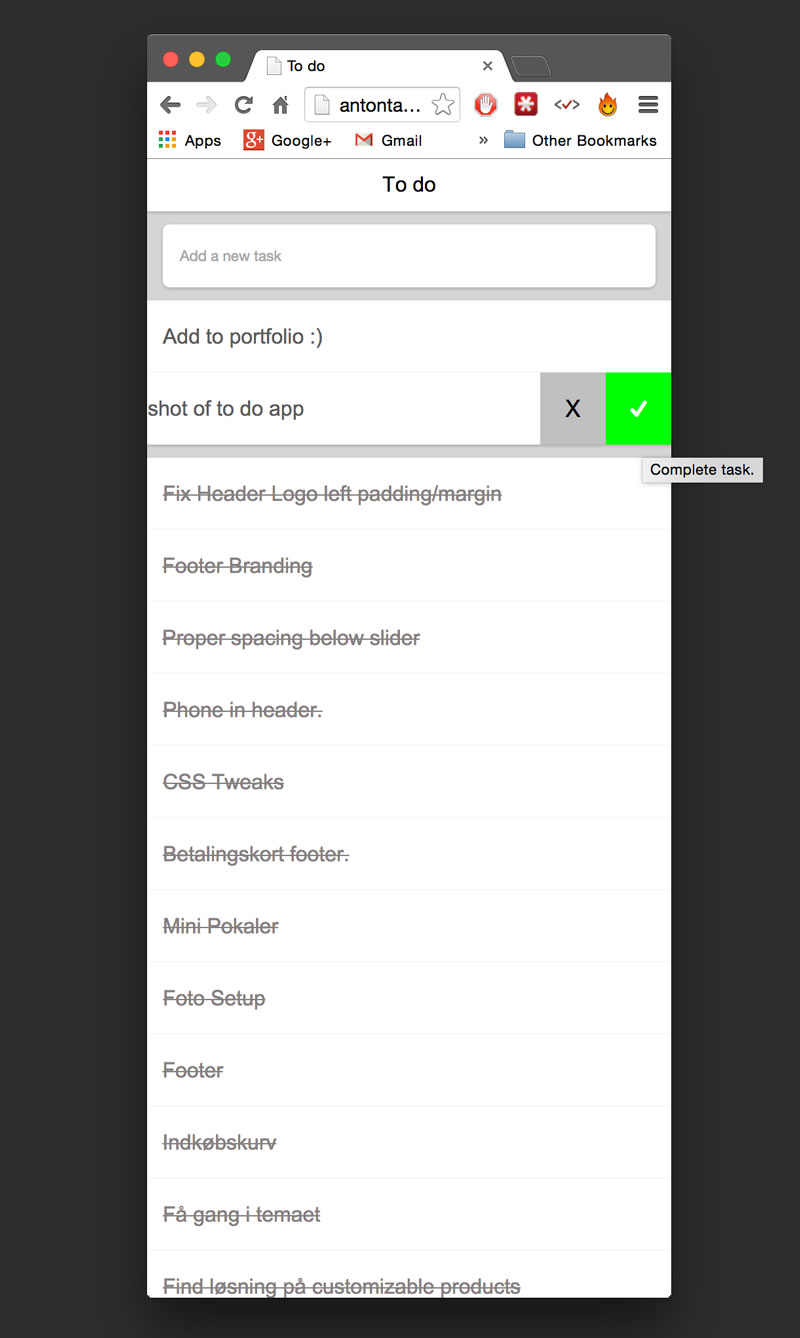 To do
antonta...
Apps
Google+
Gmail
»
Other Bookmarks
To do
Add a new task
Add to portfolio :)
shot of to do app
X
Complete task.
Fix Header Logo left padding/margin
Footer Branding
Proper spacing below slider
Phone in header.
CSS Tweaks
Betalingskort footer.
Mini Pokaler
Foto Setup
Footer
Indkøbskurv
Få gang i temaet
Find løsning på customizable products